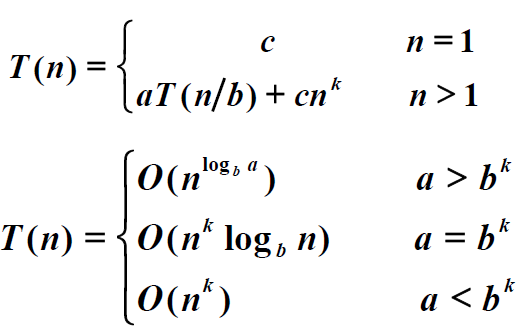 T(n) = { c    n = 1
aT(n/b) + cn^k    n > 1
T(n) = { O(n^{log_b a})    a > b^k
O(n^k log_b n)    a = b^k
O(n^k)    a < b^k